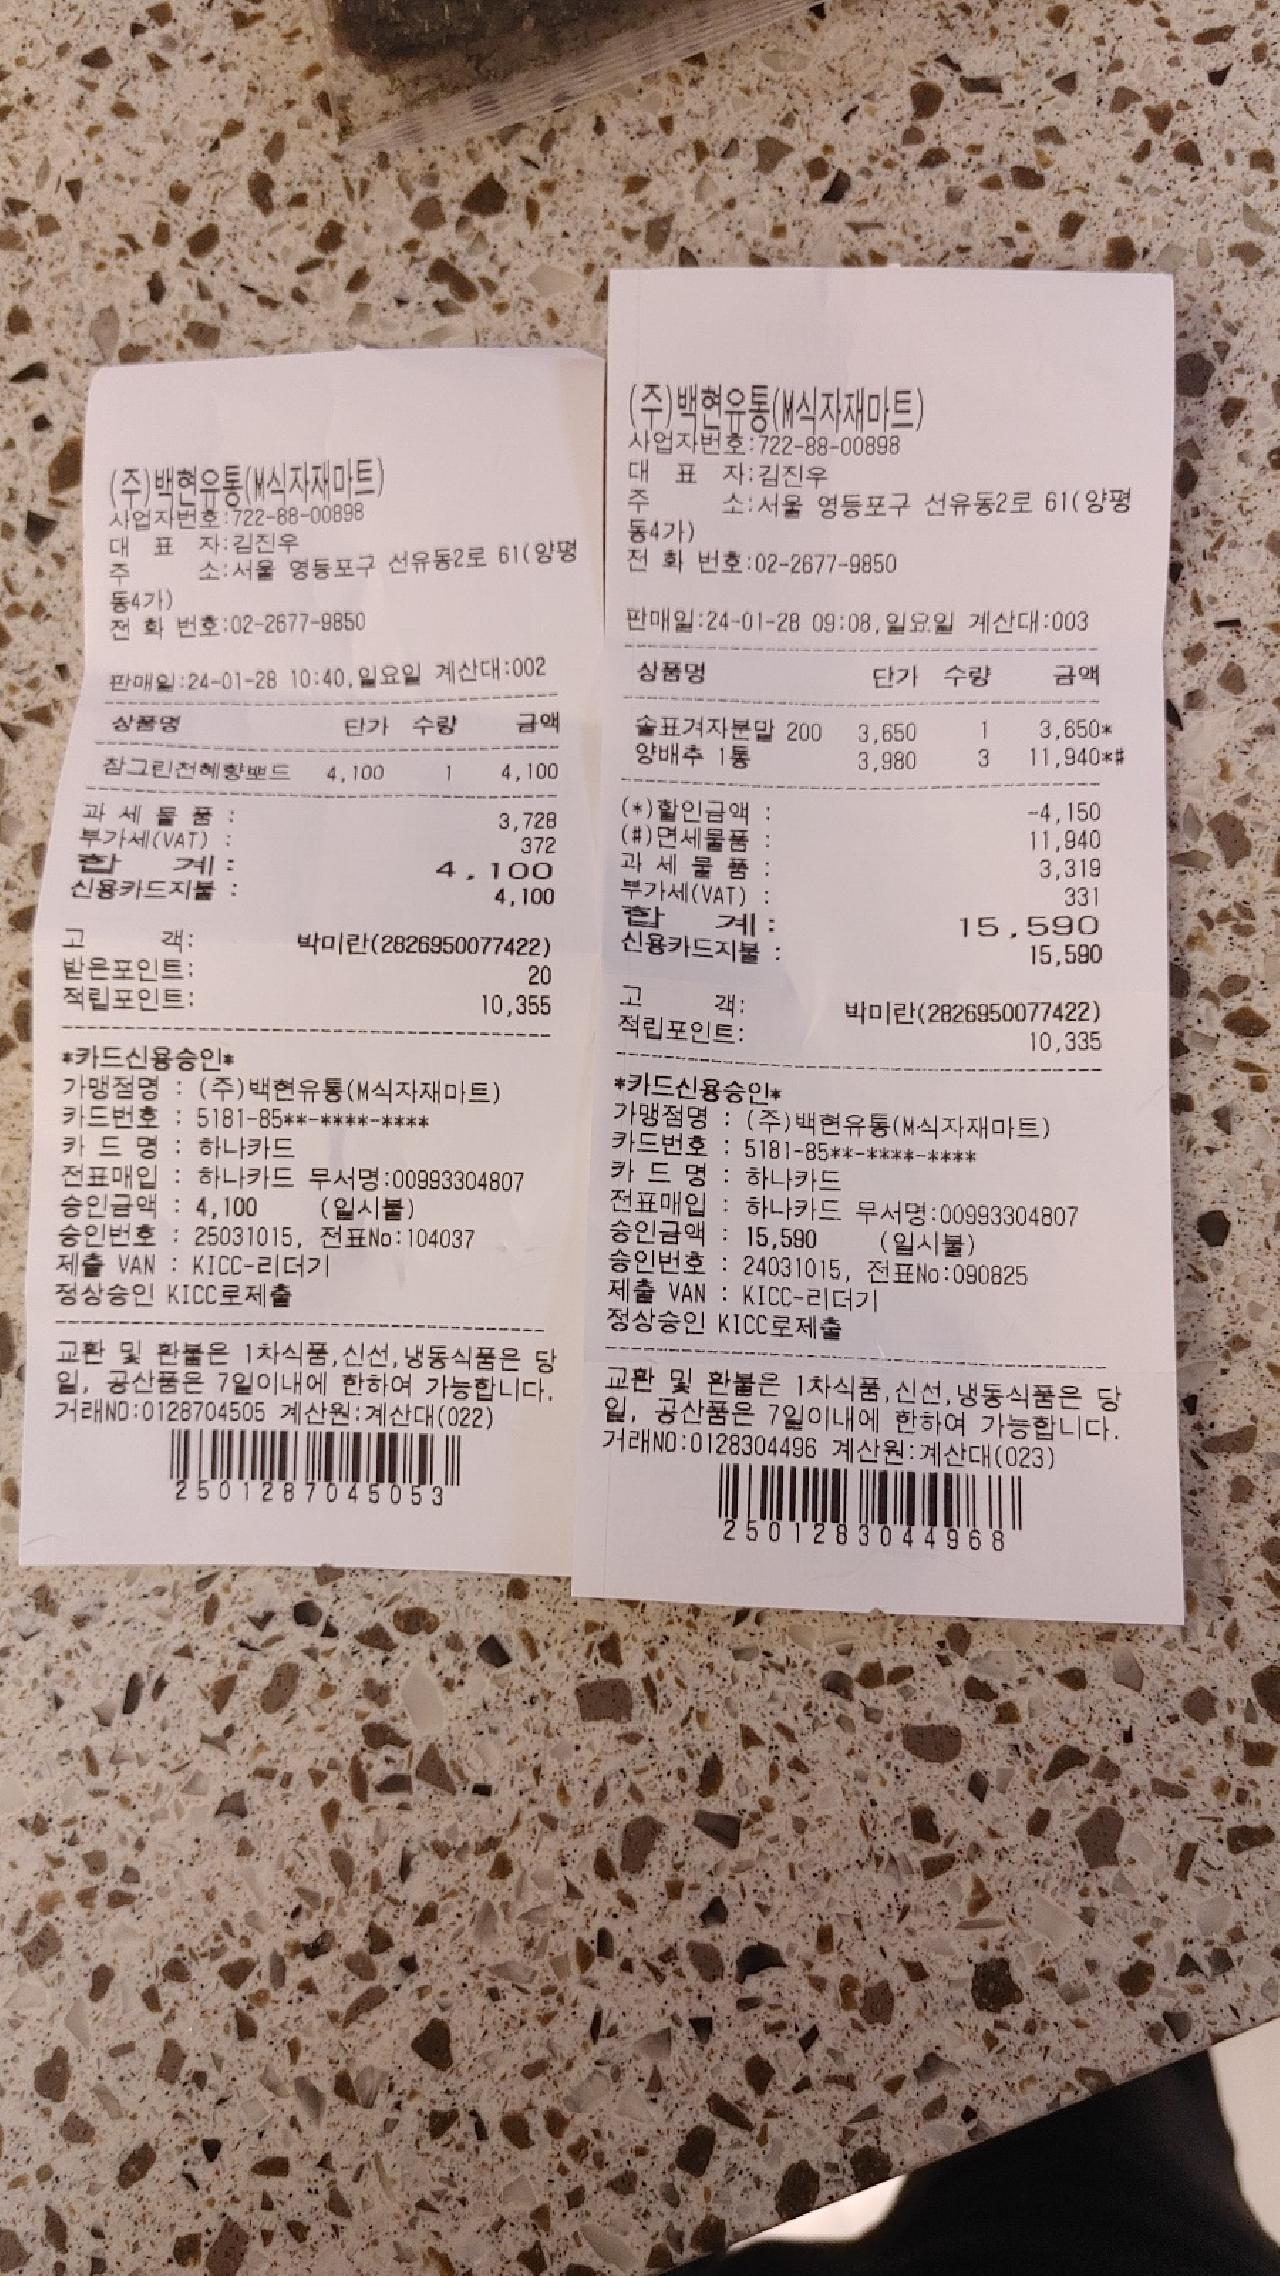 (주)백현유통(M식자재마트)
사업자번호:722-88-00898
대 표 자:김진우
주 소:서울 영등포구 선유동2로 61(양평
동4가)
전 화 번호:02-2677-9850
판매일:24-01-28 10:40,일요일 계산대:002
상품명 단가 수량 금액
참그린천혜향뽀드 4,100 1 4,100
과 세 물 품 : 3,728
부가세(VAT) : 372
합 계 : 4,100
신용카드지불 : 4,100
고 객: 박미란(2826950077422)
받은포인트: 20
적립포인트: 10,355
*카드신용승인*
가맹점명 : (주)백현유통(M식자재마트)
카드번호 : 5181-85**-****-****
카 드 명 : 하나카드
전표매입 : 하나카드 무서명:00993304807
승인금액 : 4,100 (일시불)
승인번호 : 25031015, 전표No:104037
제출 VAN : KICC-리더기
정상승인 KICC로제출
교환 및 환불은 1차식품,신선,냉동식품은 당
일, 공산품은 7일이내에 한하여 가능합니다.
거래NO:0128704505 계산원:계산대(022)
2501287045053
(주)백현유통(M식자재마트)
사업자번호:722-88-00898
대 표 자:김진우
주 소:서울 영등포구 선유동2로 61(양평
동4가)
전 화 번호:02-2677-9850
판매일:24-01-28 09:08,일요일 계산대:003
상품명 단가 수량 금액
솔표겨자분말 200 3,650 1 3,650*
양배추 1통 3,980 3 11,940*#
(*)할인금액 : -4,150
(#)면세물품 : 11,940
과 세 물 품 : 3,319
부가세(VAT) : 331
합 계 : 15,590
신용카드지불 : 15,590
고 객: 박미란(2826950077422)
적립포인트: 10,335
*카드신용승인*
가맹점명 : (주)백현유통(M식자재마트)
카드번호 : 5181-85**-****-****
카 드 명 : 하나카드
전표매입 : 하나카드 무서명:00993304807
승인금액 : 15,590 (일시불)
승인번호 : 24031015, 전표No:090825
제출 VAN : KICC-리더기
정상승인 KICC로제출
교환 및 환불은 1차식품,신선,냉동식품은 당
일, 공산품은 7일이내에 한하여 가능합니다.
거래NO:0128304496 계산원:계산대(023)
2501283044968